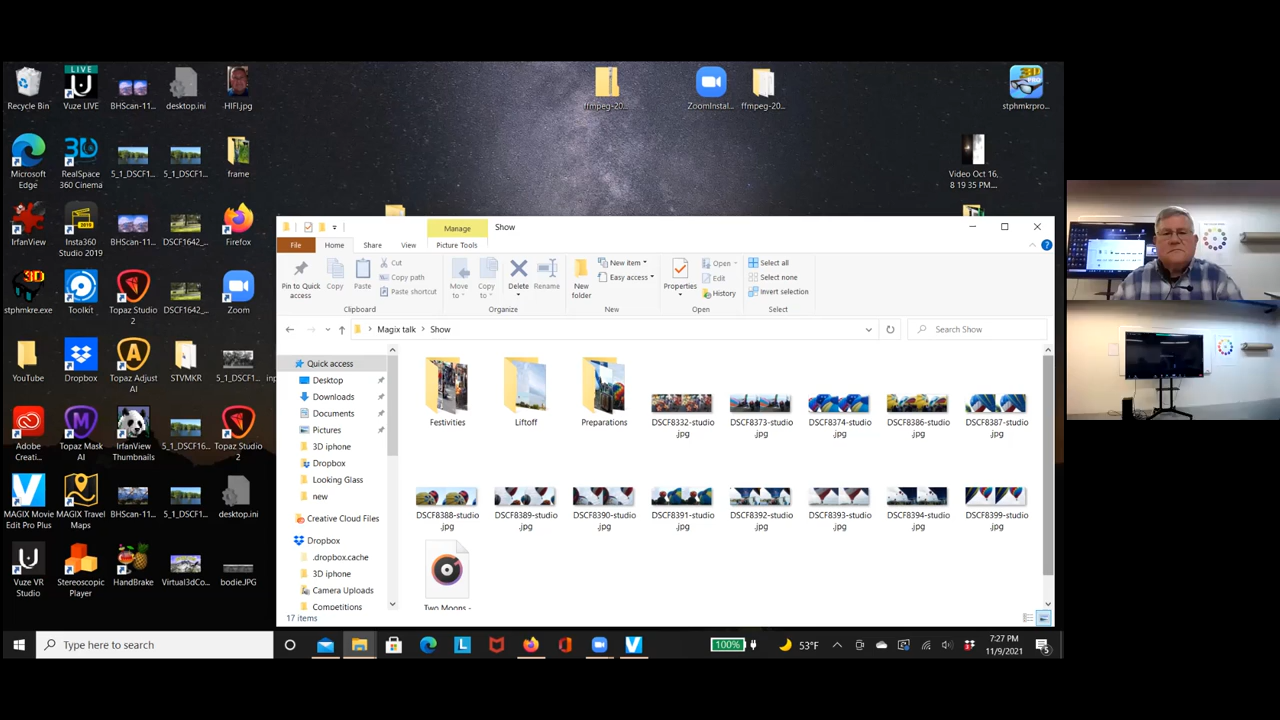 Recycle Bin
LIVE
Vuze LIVE
BHScan-11...
desktop.ini
HIFI.jpg
ffmpeg-20...
ZoomInstal...
ffmpeg-20...
stphmkrpro...
Microsoft
Edge
3D
RealSpace
360 Cinema
5_1_DSCF1...
5_1_DSCF1...
frame
Video Oct 16,
8 19 35 PM....
IrfanView
2019
Insta360
Studio 2019
BHScan-11...
DSCF1642_...
Firefox
3D
stphmkre.exe
Toolkit
Topaz Studio
2
DSCF1642_...
Zoom
YouTube
Dropbox
Topaz Adjust
AI
STVMKR
5_1_DSCF1...
inp
Adobe
Creati...
Topaz Mask
AI
IrfanView
Thumbnails
5_1_DSCF16...
Topaz Studio
2
MAGIX Movie
Edit Pro Plus
MAGIX Travel
Maps
BHScan-11...
5_1_DSCF1...
desktop.ini
Vuze VR
Studio
Stereoscopic
Player
HandBrake
Virtual3dCo...
bodie.JPG
Manage
Show
File
Home
Share
View
Picture Tools
Pin to Quick
access
Copy
Paste
Cut
Copy path
Paste shortcut
Clipboard
Move
to
Copy
to
Delete
Rename
Organize
New
folder
New item
Easy access
New
Properties
Open
Edit
History
Open
Select all
Select none
Invert selection
Select
Magix talk
Show
Search Show
Quick access
Desktop
Downloads
Documents
Pictures
3D iphone
Dropbox
Looking Glass
new
Creative Cloud Files
Dropbox
.dropbox.cache
3D iphone
Camera Uploads
Competitions
Festivities
Liftoff
Preparations
DSCF8332-studio
.jpg
DSCF8373-studio
.jpg
DSCF8374-studio
.jpg
DSCF8386-studio
.jpg
DSCF8387-studio
.jpg
DSCF8388-studio
.jpg
DSCF8389-studio
.jpg
DSCF8390-studio
.jpg
DSCF8391-studio
.jpg
DSCF8392-studio
.jpg
DSCF8393-studio
.jpg
DSCF8394-studio
.jpg
DSCF8399-studio
.jpg
Two Moons -
17 items
Type here to search
100%
53°F
7:27 PM
11/9/2021
5